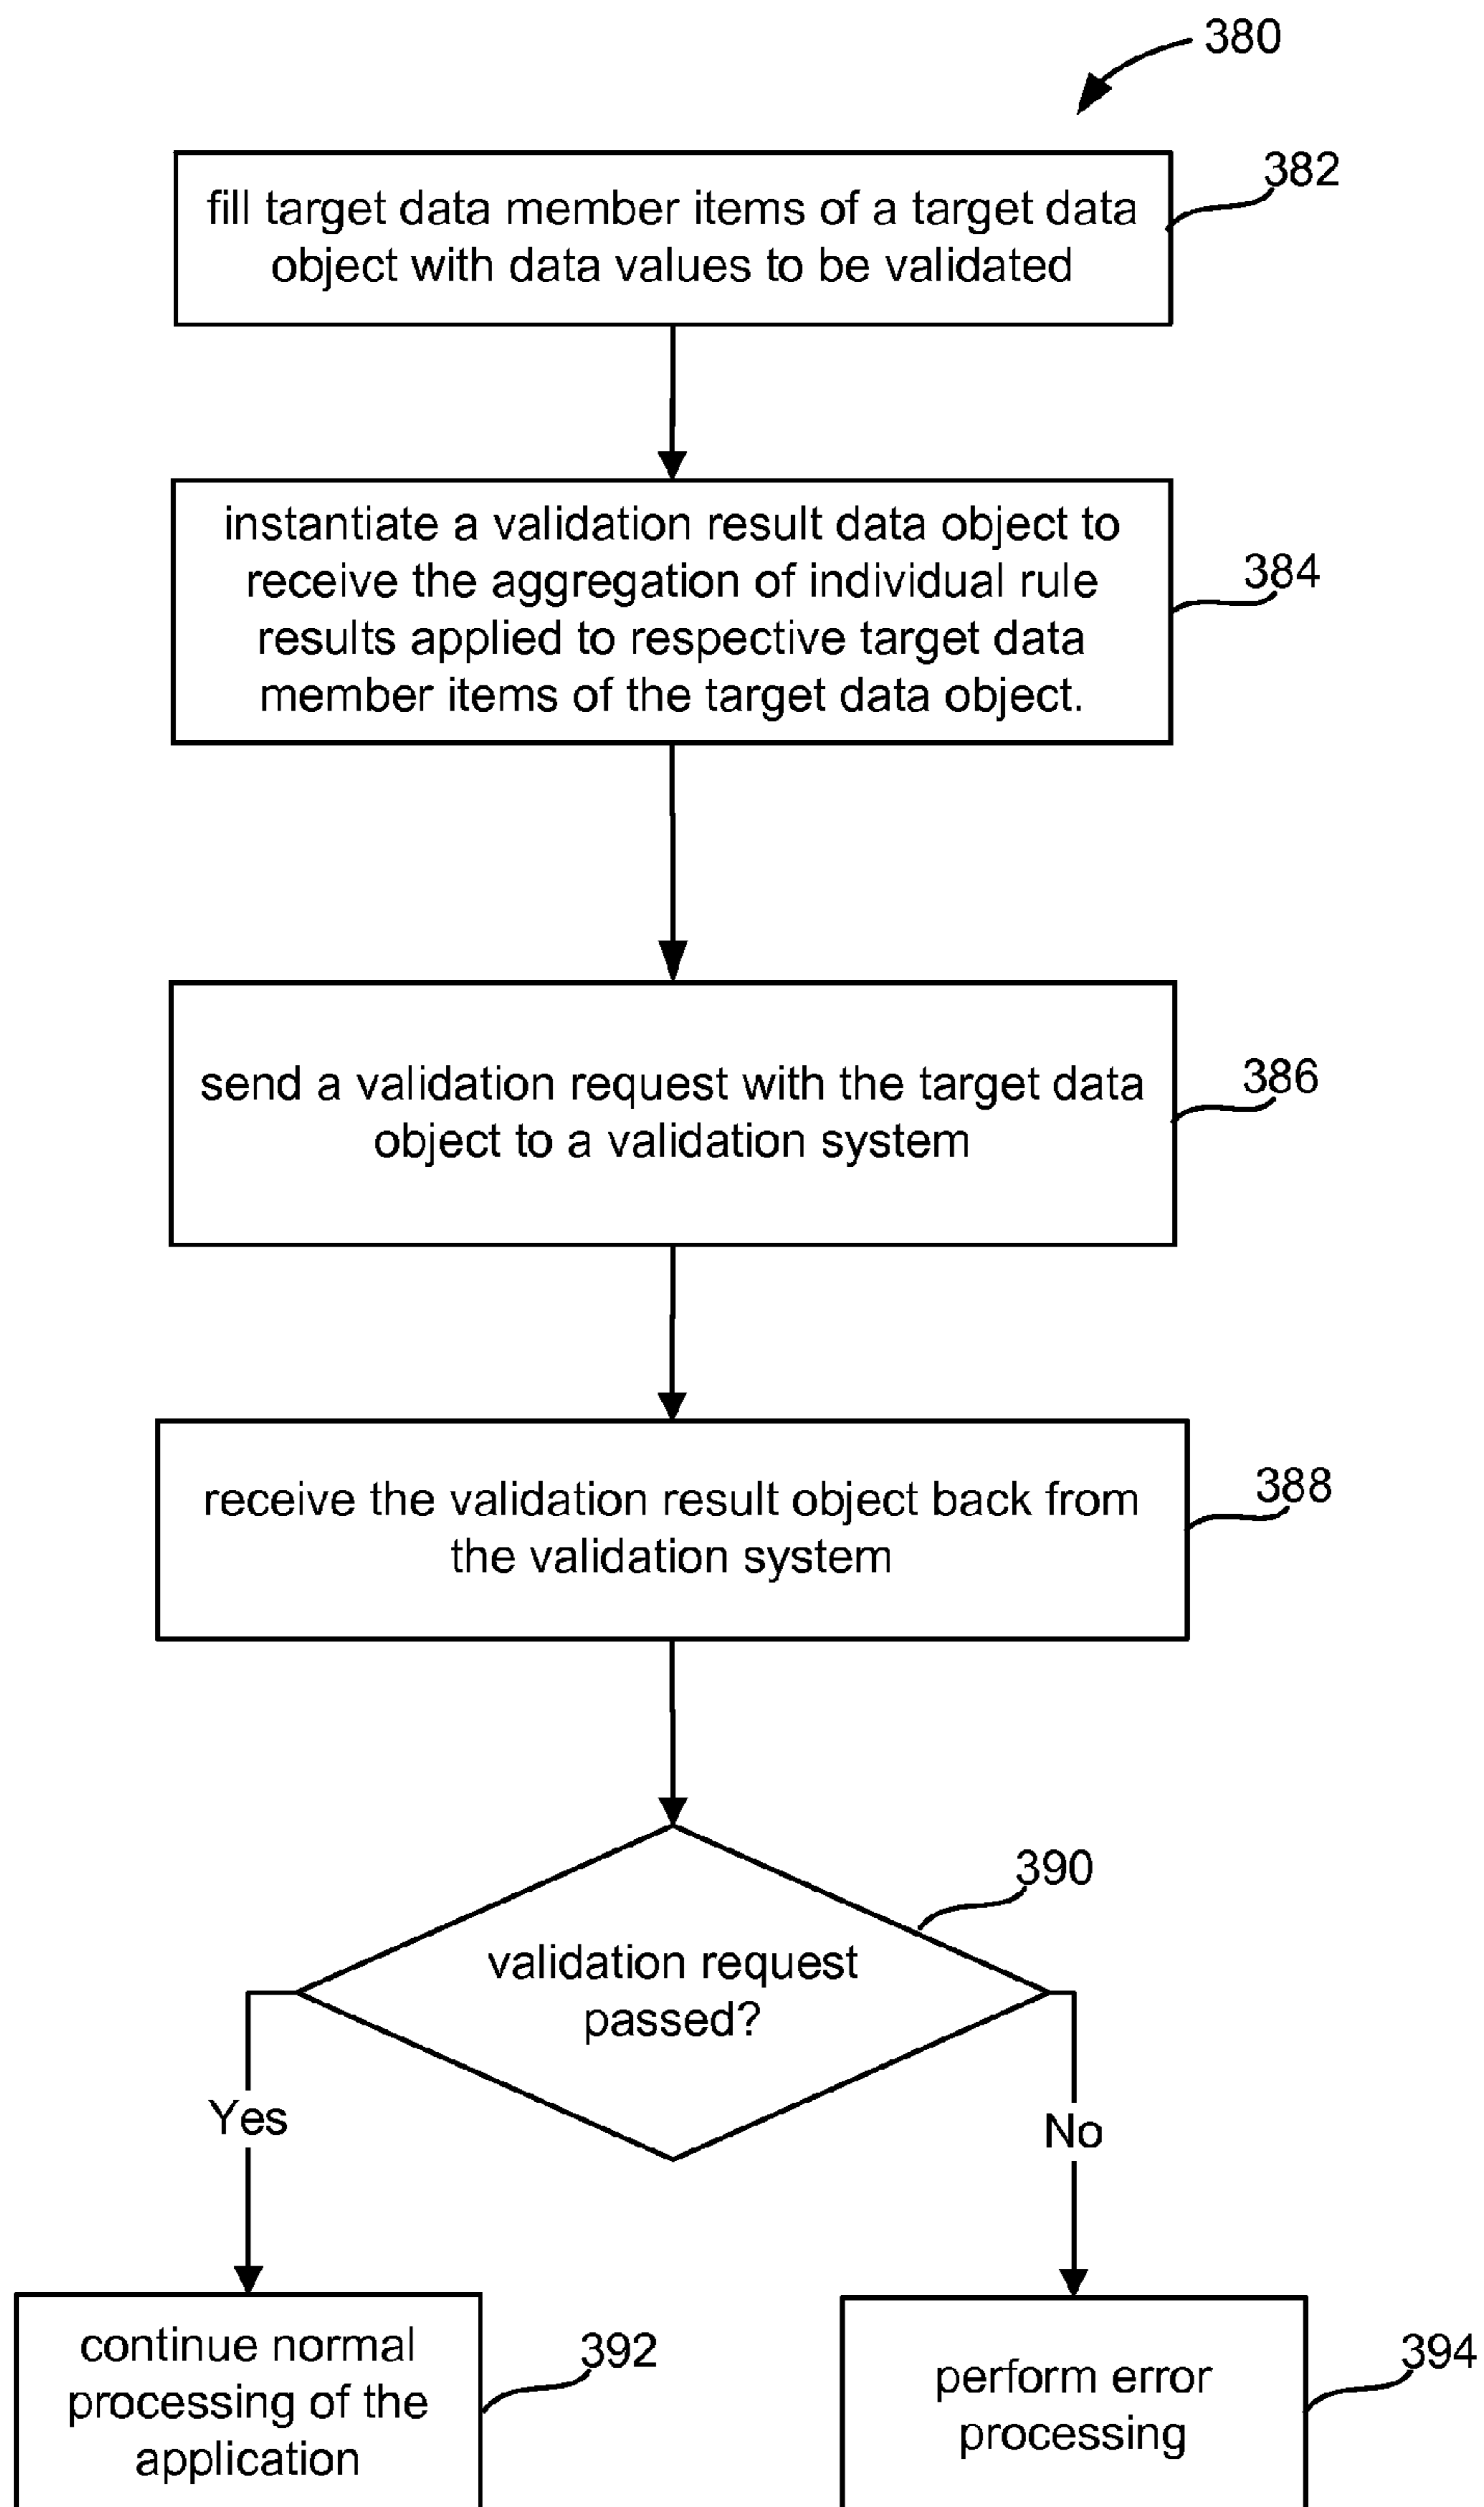 380
fill target data member items of a target data
object with data values to be validated
382
instantiate a validation result data object to
receive the aggregation of individual rule
results applied to respective target data
member items of the target data object.
384
send a validation request with the target data
object to a validation system
386
receive the validation result object back from
the validation system
388
validation request
passed?
390
Yes
No
continue normal
processing of the
application
392
perform error
processing
394